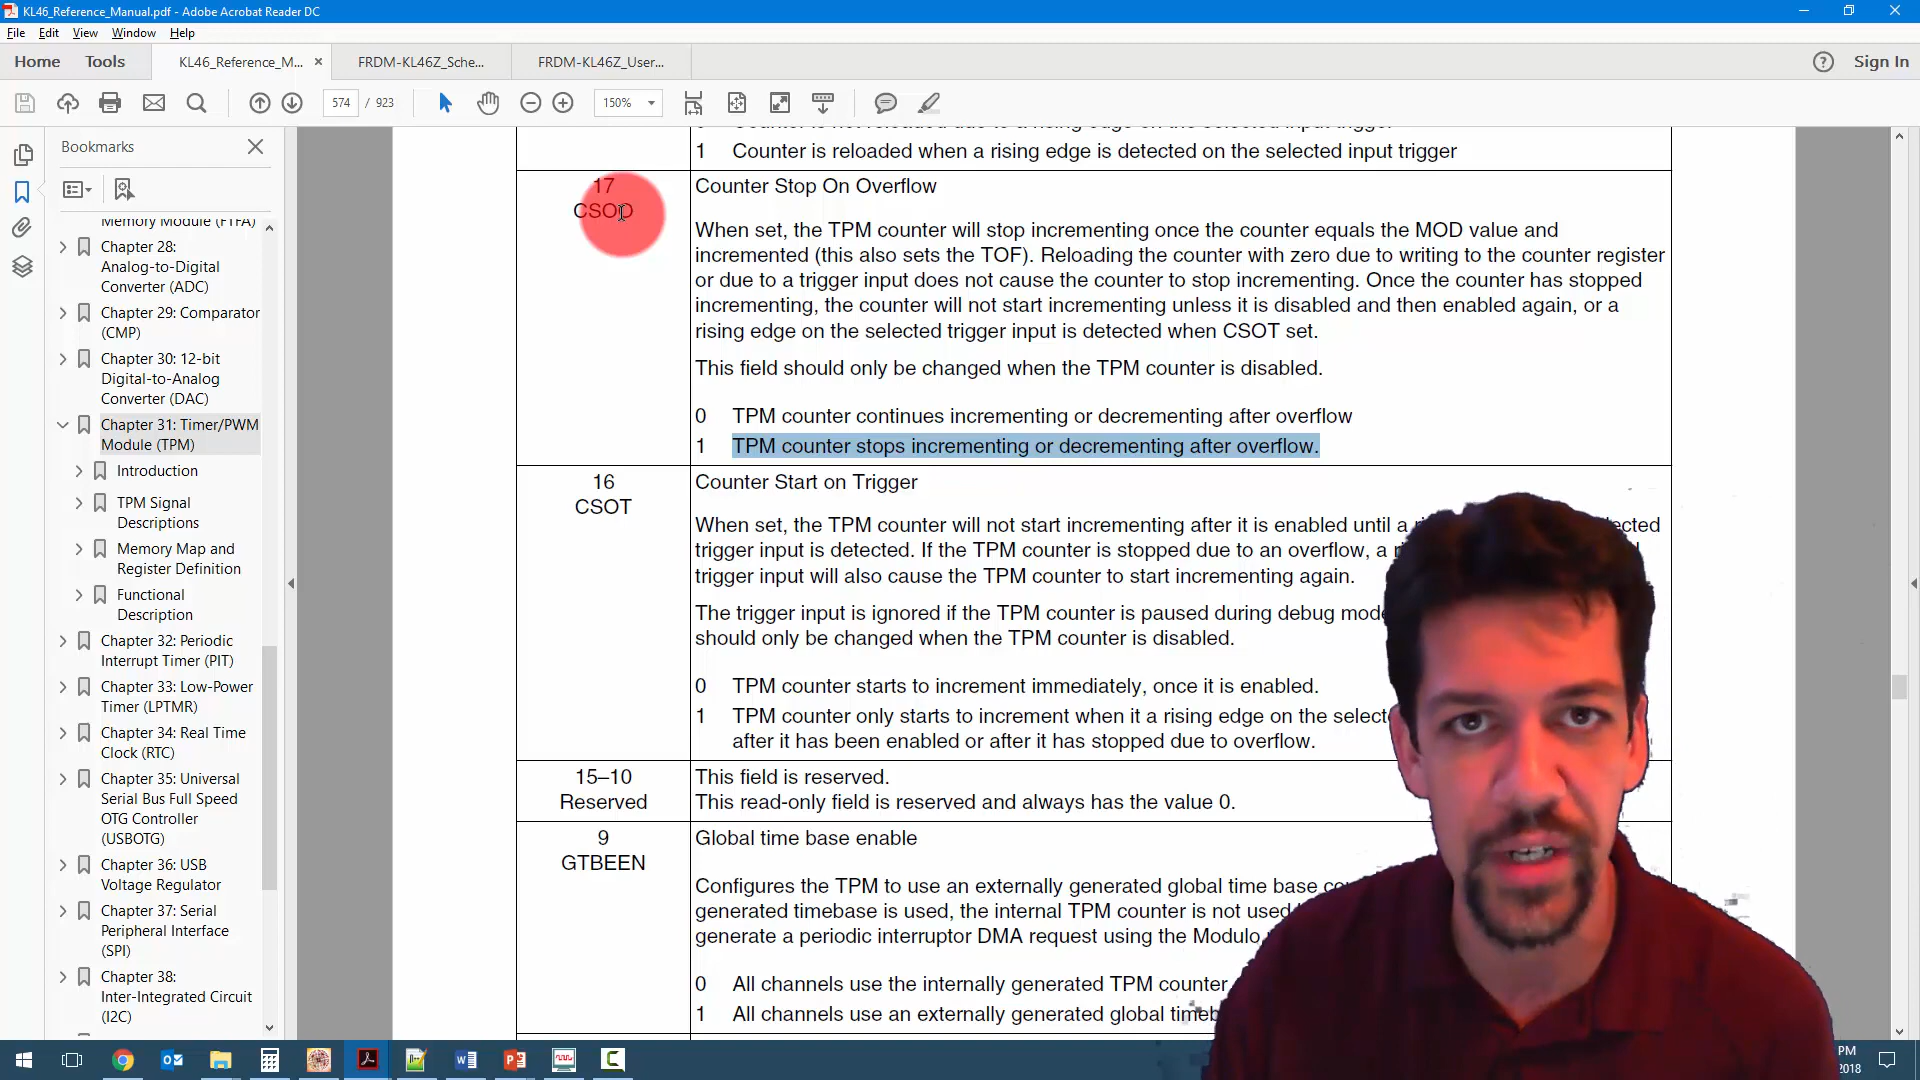 KL46_Reference_Manual.pdf - Adobe Acrobat Reader DC
File Edit View Window Help
Home Tools KL46_Reference_M... × FRDM-KL46Z_Sche... FRDM-KL46Z_User... Sign In
574 / 923 150%
Bookmarks
Memory Module (FTFA)
Chapter 28:
Analog-to-Digital
Converter (ADC)
Chapter 29: Comparator
(CMP)
Chapter 30: 12-bit
Digital-to-Analog
Converter (DAC)
Chapter 31: Timer/PWM
Module (TPM)
Introduction
TPM Signal
Descriptions
Memory Map and
Register Definition
Functional
Description
Chapter 32: Periodic
Interrupt Timer (PIT)
Chapter 33: Low-Power
Timer (LPTMR)
Chapter 34: Real Time
Clock (RTC)
Chapter 35: Universal
Serial Bus Full Speed
OTG Controller
(USBOTG)
Chapter 36: USB
Voltage Regulator
Chapter 37: Serial
Peripheral Interface
(SPI)
Chapter 38:
Inter-Integrated Circuit
(I2C)
Counter is not reloaded due to a rising edge on the selected input trigger
1 Counter is reloaded when a rising edge is detected on the selected input trigger
17
CSOO
Counter Stop On Overflow
When set, the TPM counter will stop incrementing once the counter equals the MOD value and
incremented (this also sets the TOF). Reloading the counter with zero due to writing to the counter register
or due to a trigger input does not cause the counter to stop incrementing. Once the counter has stopped
incrementing, the counter will not start incrementing unless it is disabled and then enabled again, or a
rising edge on the selected trigger input is detected when CSOT set.
This field should only be changed when the TPM counter is disabled.
0 TPM counter continues incrementing or decrementing after overflow
1 TPM counter stops incrementing or decrementing after overflow.
16
CSOT
Counter Start on Trigger
When set, the TPM counter will not start incrementing after it is enabled until a
trigger input is detected. If the TPM counter is stopped due to an overflow, a
trigger input will also cause the TPM counter to start incrementing again.
The trigger input is ignored if the TPM counter is paused during debug mode
should only be changed when the TPM counter is disabled.
0 TPM counter starts to increment immediately, once it is enabled.
1 TPM counter only starts to increment when it a rising edge on the
after it has been enabled or after it has stopped due to overflow.
15–10
Reserved
This field is reserved.
This read-only field is reserved and always has the value 0.
9
GTBEEN
Global time base enable
Configures the TPM to use an externally generated global time base
generated timebase is used, the internal TPM counter is not used
generate a periodic interruptor DMA request using the Modulo
0 All channels use the internally generated TPM counter
1 All channels use an externally generated global
PM
2018